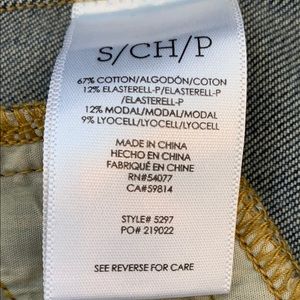 S/CH/P
67% COTTON/ALGODÓN/COTON
12% ELASTERELL-P/ELASTERELL-P
/ELASTERELL-P
12% MODAL/MODAL/MODAL
9% LYOCELL/LYOCELL/LYOCELL
MADE IN CHINA
HECHO EN CHINA
FABRIQUÉ EN CHINE
RN#54077
CA#59814
STYLE# 5297
PO# 219022
SEE REVERSE FOR CARE